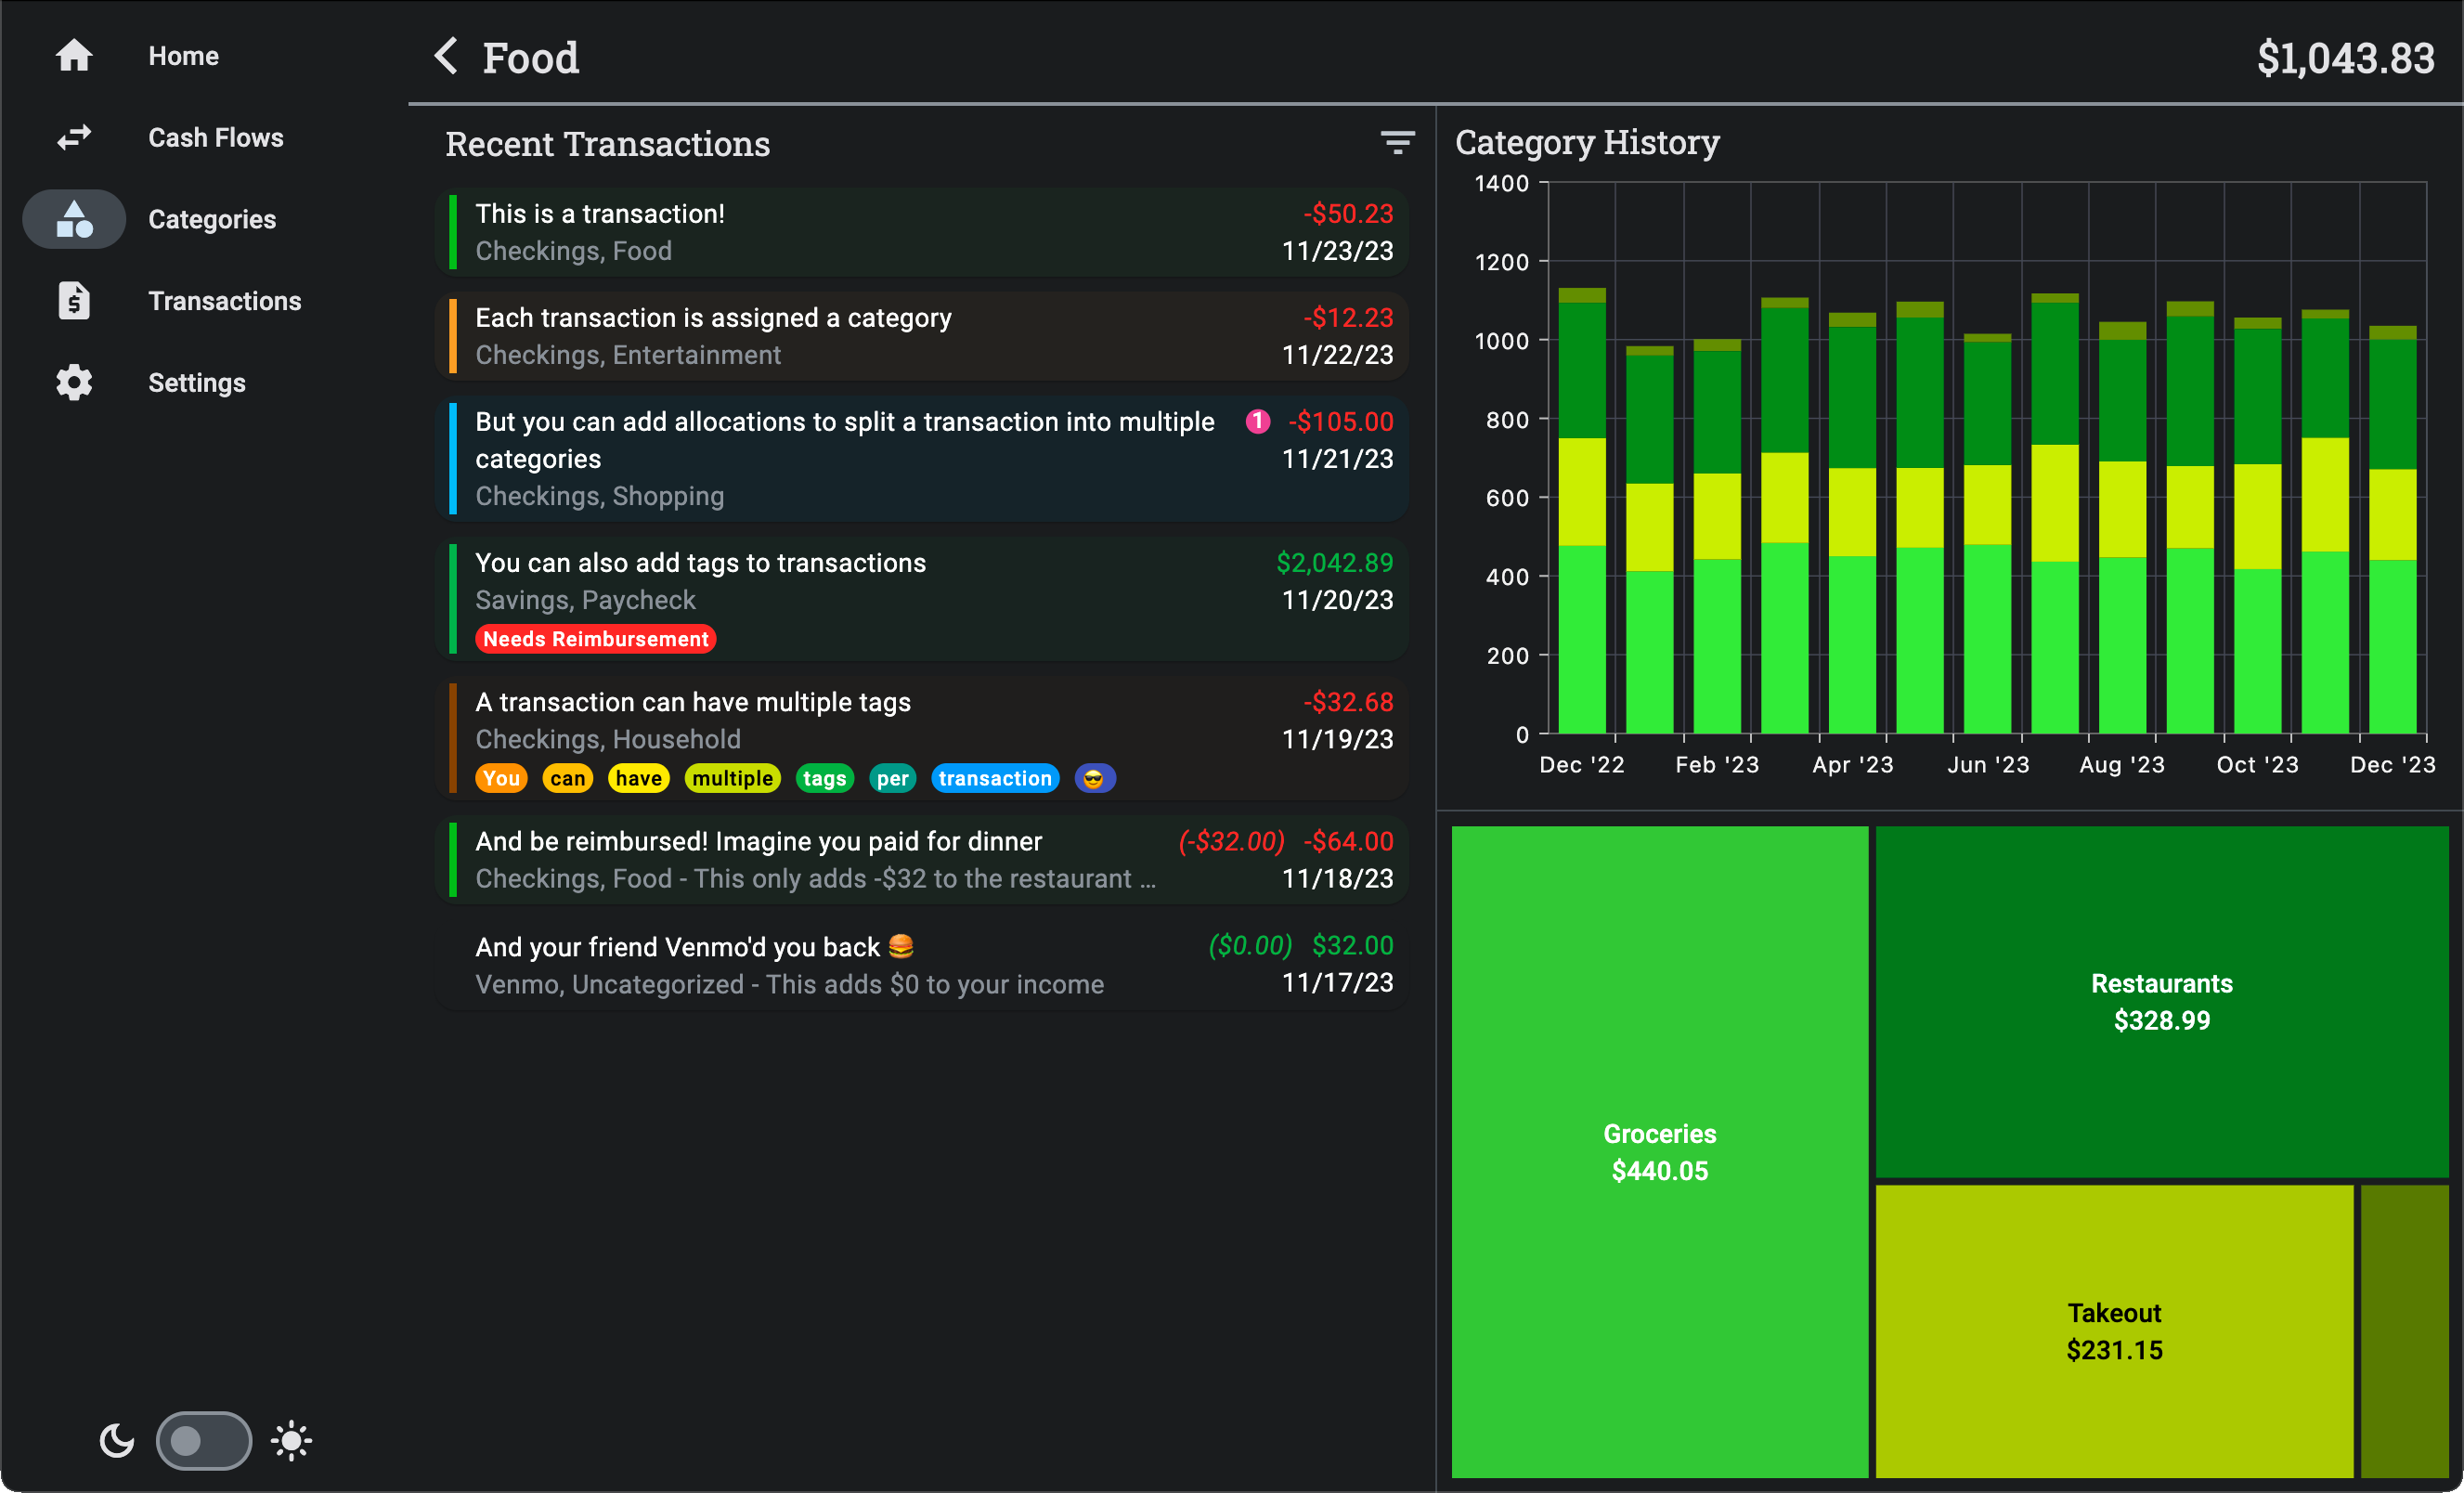 Home
Cash Flows
Categories
Transactions
Settings
Food
$1,043.83
Recent Transactions
This is a transaction!
-$50.23
Checkings, Food
11/23/23
Each transaction is assigned a category
-$12.23
Checkings, Entertainment
11/22/23
But you can add allocations to split a transaction into multiple
1
-$105.00
categories
11/21/23
Checkings, Shopping
You can also add tags to transactions
$2,042.89
Savings, Paycheck
11/20/23
Needs Reimbursement
A transaction can have multiple tags
-$32.68
Checkings, Household
11/19/23
You can have multiple tags per transaction 😎
And be reimbursed! Imagine you paid for dinner
(-$32.00) -$64.00
Checkings, Food - This only adds -$32 to the restaurant ...
11/18/23
And your friend Venmo'd you back 🍔
($0.00) $32.00
Venmo, Uncategorized - This adds $0 to your income
11/17/23
Category History
1400
1200
1000
800
600
400
200
0
Dec '22 Feb '23 Apr '23 Jun '23 Aug '23 Oct '23 Dec '23
Groceries
$440.05
Restaurants
$328.99
Takeout
$231.15